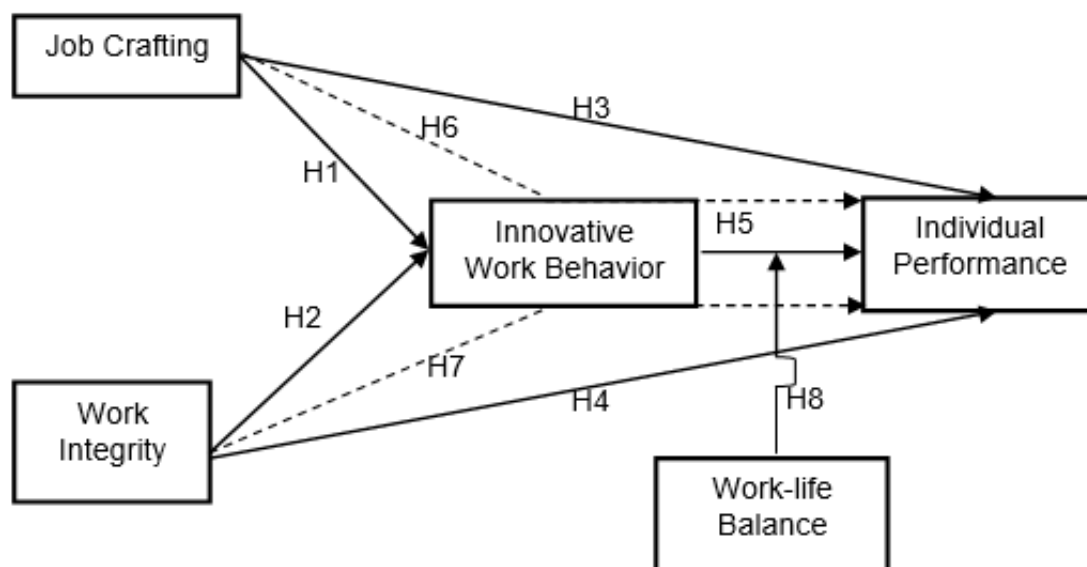 Job Crafting
H3
H6
H1
Innovative
Work Behavior
H5
Individual
Performance
H2
H7
H4
H8
Work
Integrity
Work-life
Balance